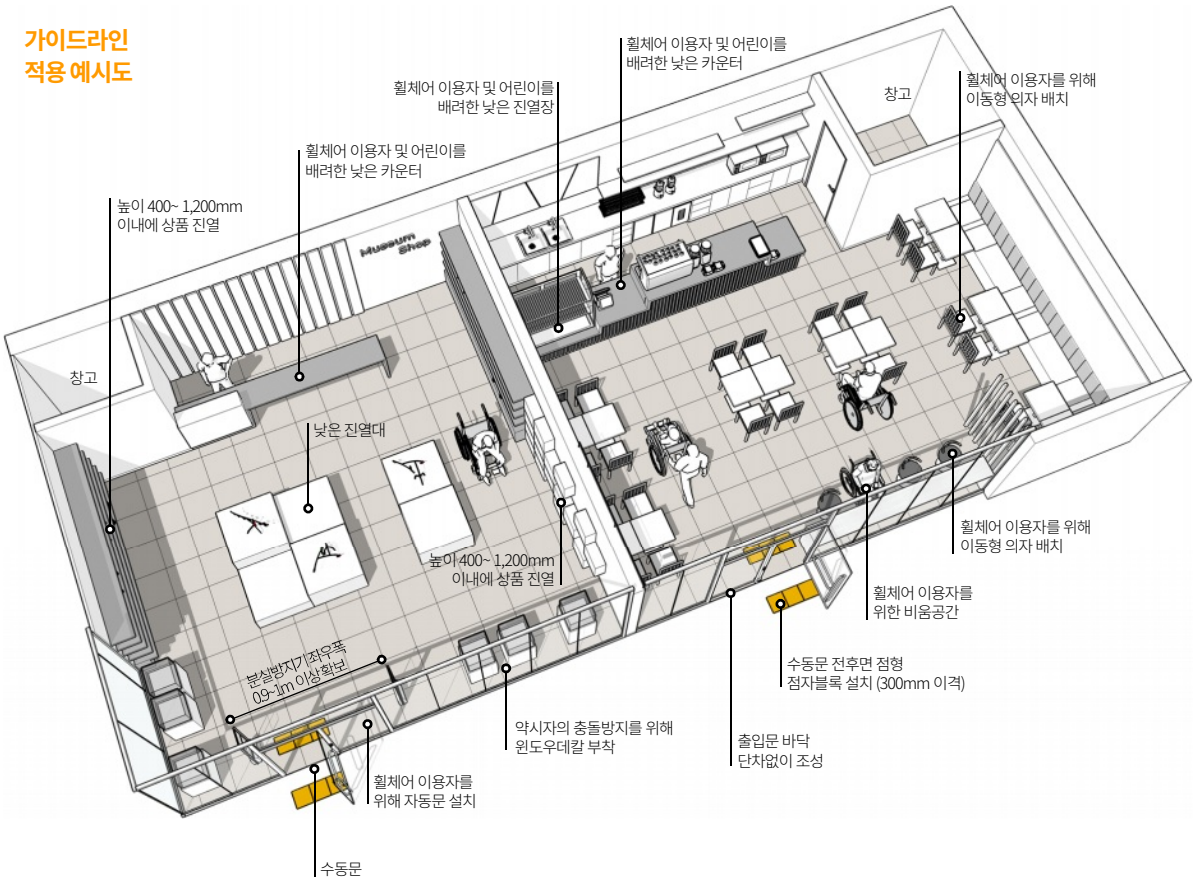 가이드라인
적용 예시도
휠체어 이용자 및 어린이를
배려한 낮은 카운터
휠체어 이용자 및 어린이를
배려한 낮은 진열장
휠체어 이용자를 위해
이동형 의자 배치
창고
휠체어 이용자 및 어린이를
배려한 낮은 카운터
높이 400~ 1,200mm
이내에 상품 진열
Museum
Shop
창고
낮은 진열대
높이 400~ 1,200mm
이내에 상품 진열
휠체어 이용자를 위해
이동형 의자 배치
휠체어 이용자를
위한 비움공간
수동문 전후면 점형
점자블록 설치 (300mm 이격)
분실방지기 좌우폭
0.9~1m 이상 확보
약시자의 충돌방지를 위해
윈도우데칼 부착
출입문 바닥
단차없이 조성
휠체어 이용자를
위해 자동문 설치
수동문